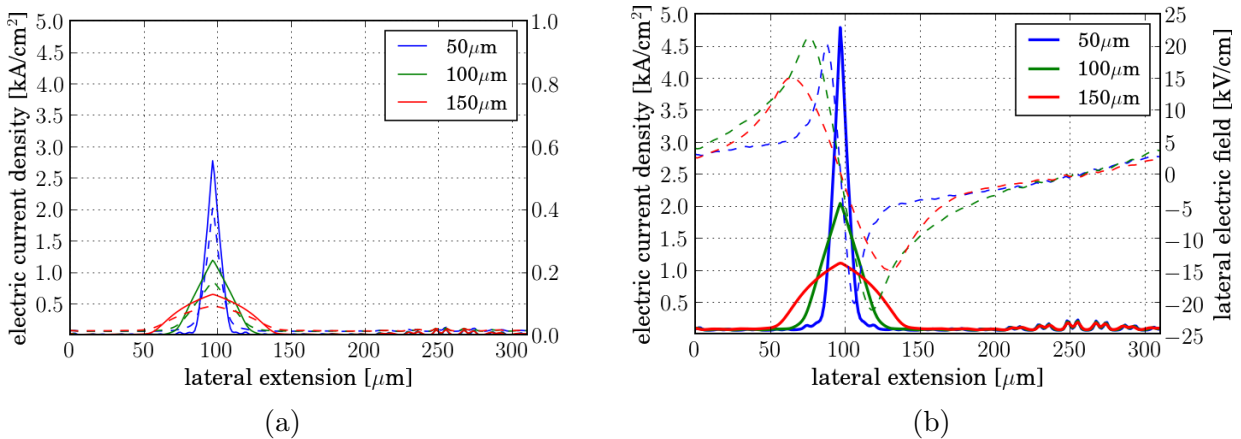 5.0
4.5
4.0
3.5
3.0
2.5
2.0
1.5
1.0
0.5
electric current density [kA/cm²]
1.0
0.8
0.6
0.4
0.2
0.0
50μm
100μm
150μm
0 50 100 150 200 250 300
lateral extension [μm]
(a)
5.0
4.5
4.0
3.5
3.0
2.5
2.0
1.5
1.0
0.5
electric current density [kA/cm²]
25
20
15
10
5
0
−5
−10
−15
−20
−25
lateral electric field [kV/cm]
50μm
100μm
150μm
0 50 100 150 200 250 300
lateral extension [μm]
(b)